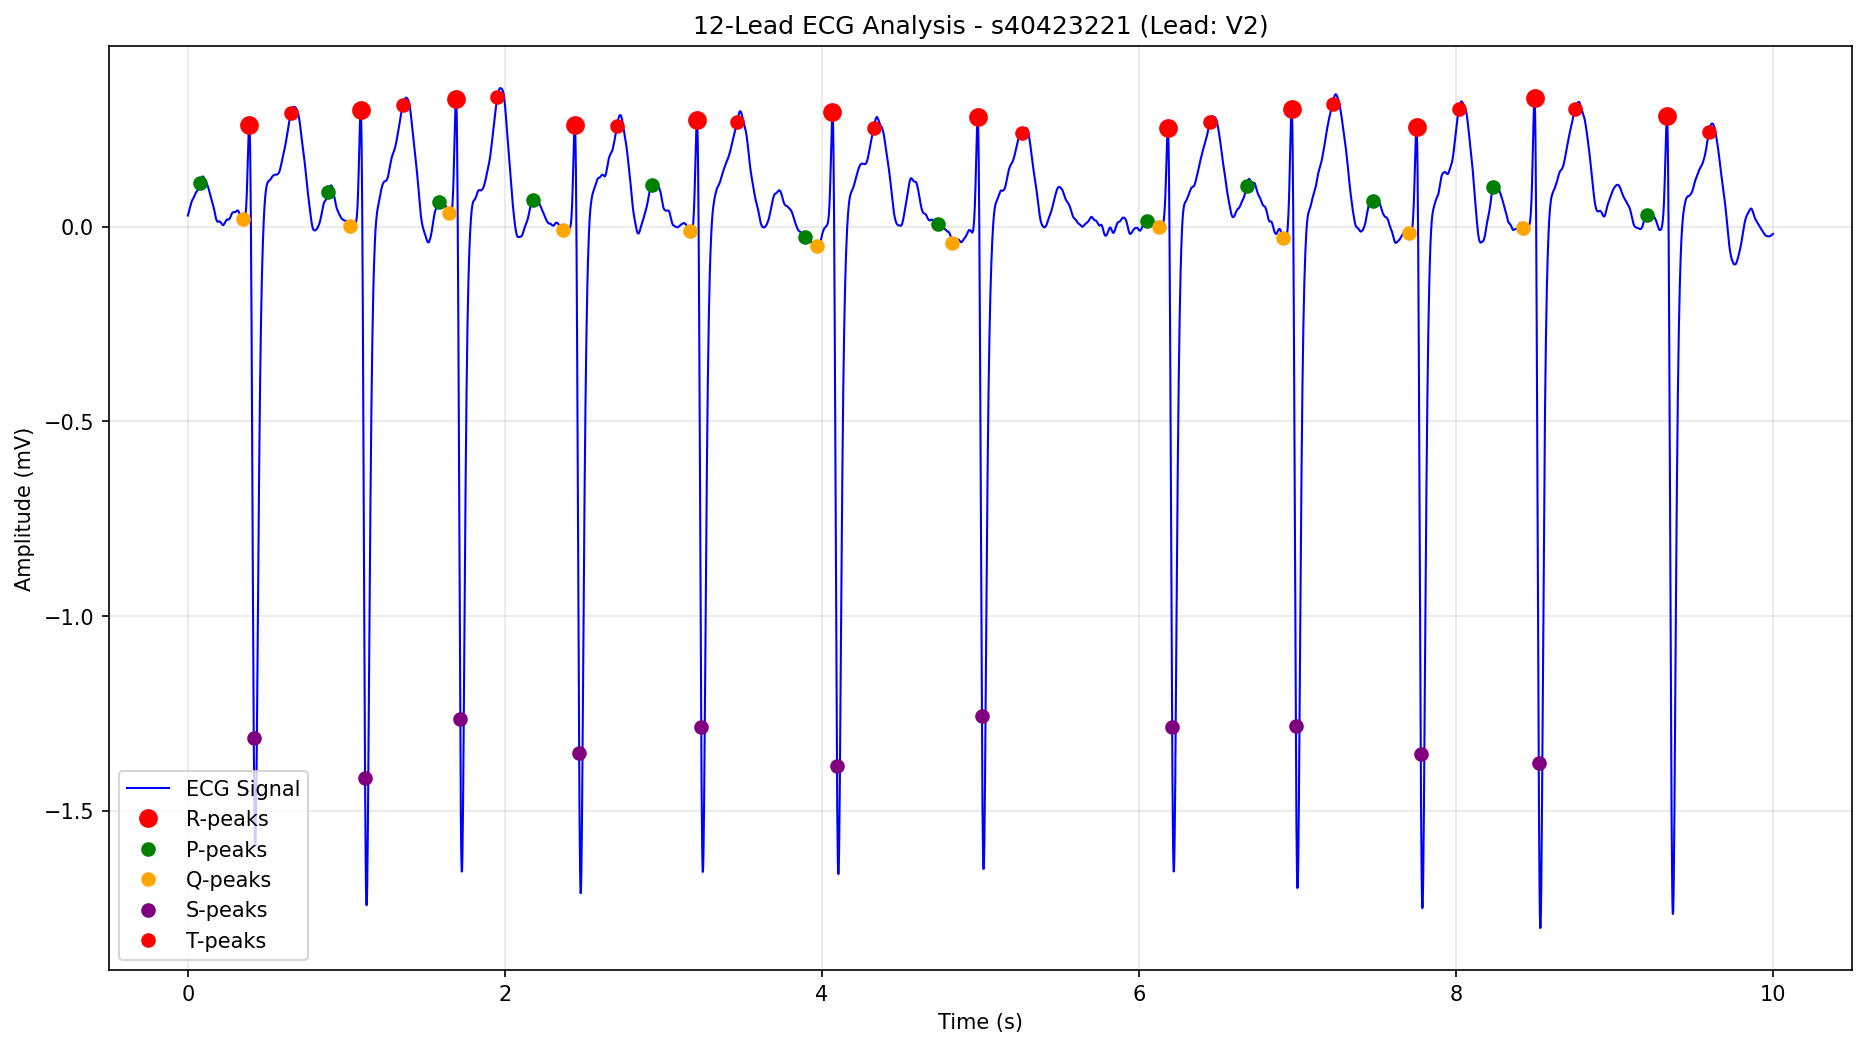 12-Lead ECG Analysis - s40423221 (Lead: V2)
Amplitude (mV)
0.0
−0.5
−1.0
−1.5
ECG Signal
R-peaks
P-peaks
Q-peaks
S-peaks
T-peaks
0 2 4 6 8 10
Time (s)